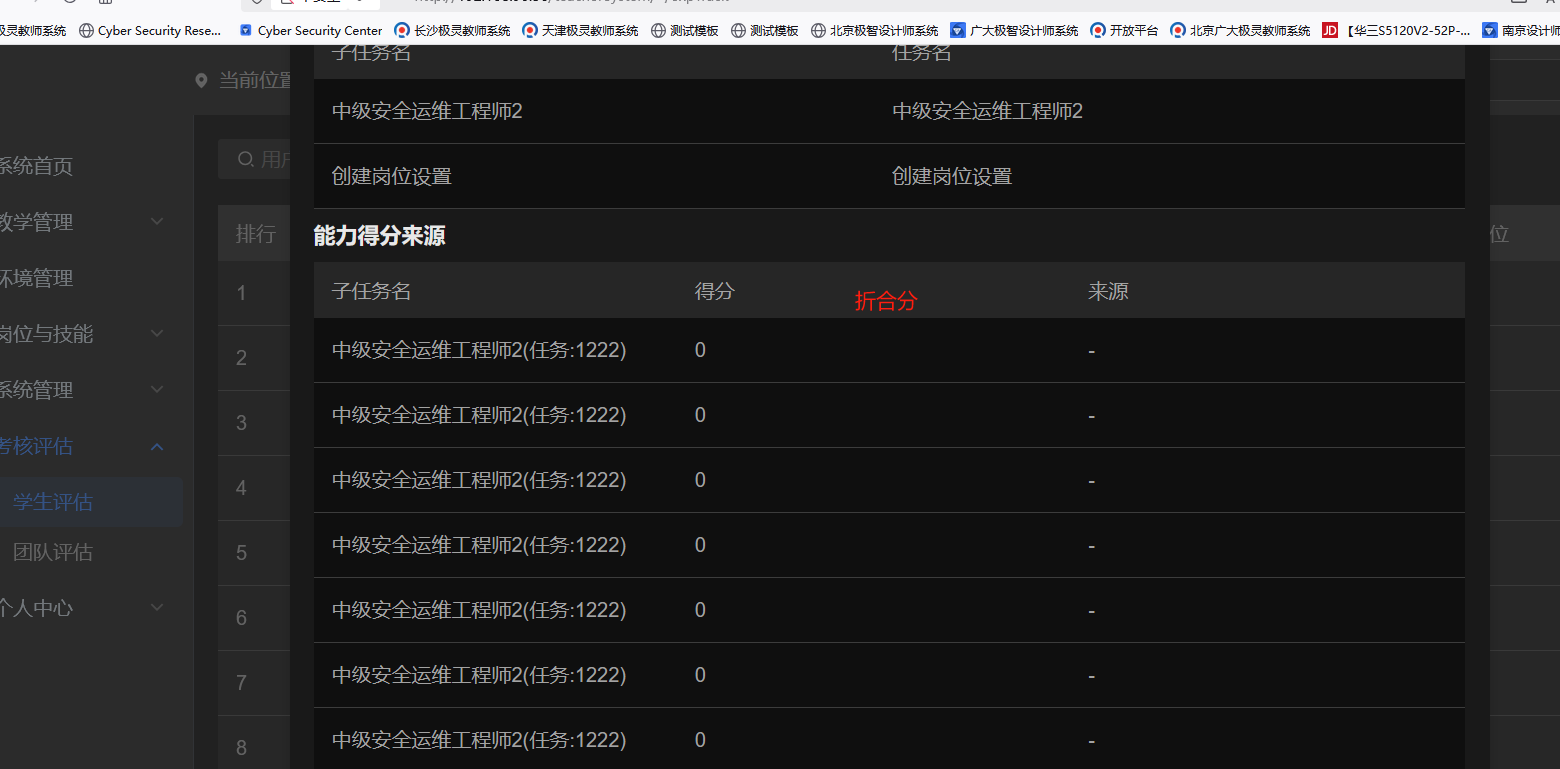 极灵教师系统 Cyber Security Rese... Cyber Security Center 长沙极灵教师系统 天津极灵教师系统 测试模板 测试模板 北京极智设计师系统 广大极智设计师系统 开放平台 北京广大极灵教师系统 JD 【华三S5120V2-52P-... 南京设计师
子任务名 任务名
当前位置
中级安全运维工程师2 中级安全运维工程师2
用户
系统首页
创建岗位设置 创建岗位设置
教学管理
排行 能力得分来源 位
环境管理
子任务名 得分 折合分 来源
1
岗位与技能
中级安全运维工程师2(任务:1222) 0 -
2
系统管理
中级安全运维工程师2(任务:1222) 0 -
3
考核评估
中级安全运维工程师2(任务:1222) 0 -
4
学生评估
中级安全运维工程师2(任务:1222) 0 -
5
团队评估
中级安全运维工程师2(任务:1222) 0 -
6
个人中心
中级安全运维工程师2(任务:1222) 0 -
7
中级安全运维工程师2(任务:1222) 0 -
8